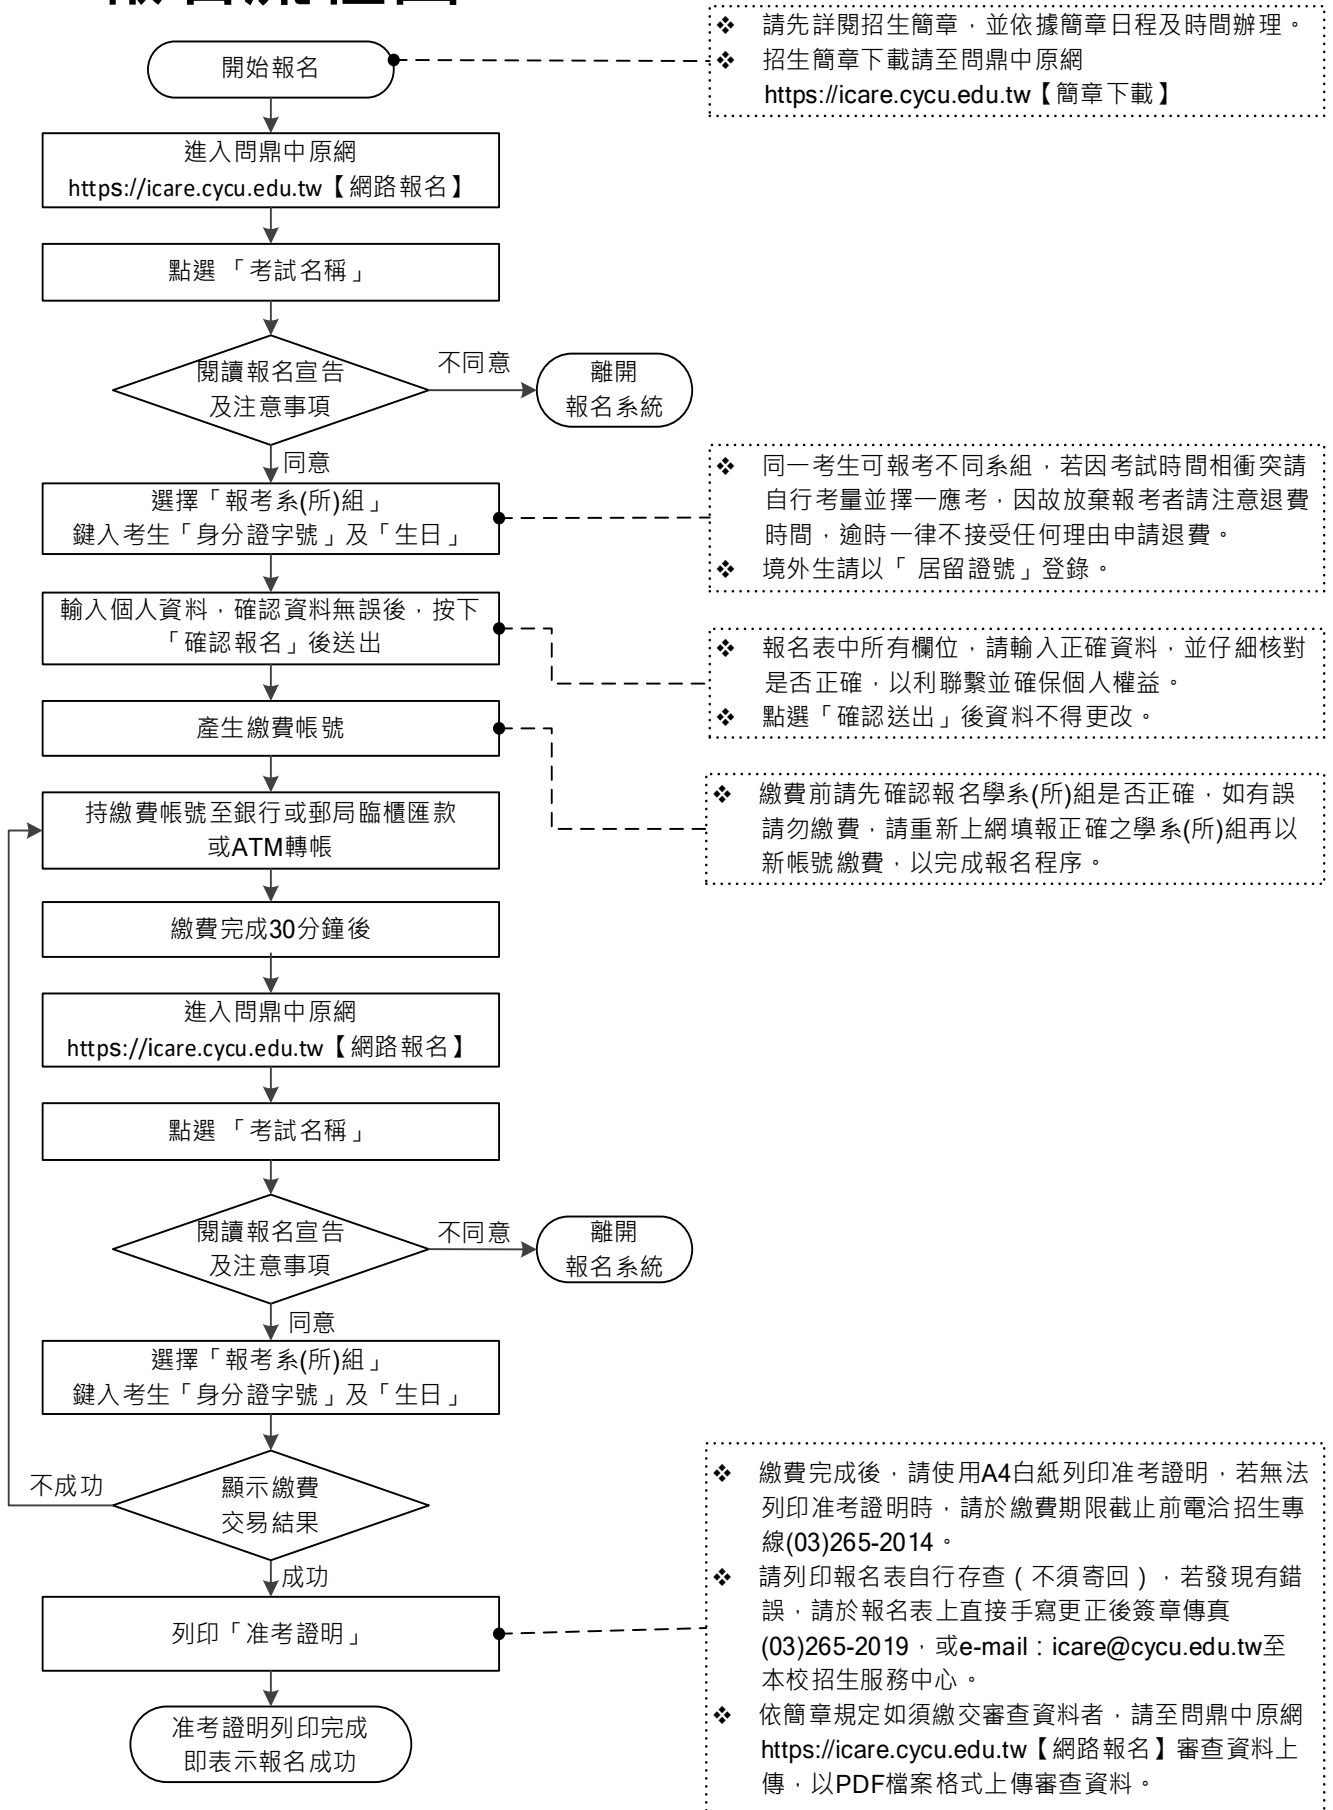 ❖ 請先詳閱招生簡章，並依據簡章日程及時間辦理。
❖ 招生簡章下載請至問鼎中原網
https://icare.cycu.edu.tw【簡章下載】
開始報名
進入問鼎中原網
https://icare.cycu.edu.tw【網路報名】
點選「考試名稱」
閱讀報名宣告
及注意事項
不同意
離開
報名系統
同意
選擇「報考系(所)組」
鍵入考生「身分證字號」及「生日」
❖ 同一考生可報考不同系組，若因考試時間相衝突請
自行考量並擇一應考，因故放棄報考者請注意退費
時間，逾時一律不接受任何理由申請退費。
❖ 境外生請以「 居留證號」登錄。
輸入個人資料，確認資料無誤後，按下
「確認報名」後送出
❖ 報名表中所有欄位，請輸入正確資料，並仔細核對
是否正確，以利聯繫並確保個人權益。
❖ 點選「確認送出」後資料不得更改。
產生繳費帳號
❖ 繳費前請先確認報名學系(所)組是否正確，如有誤
請勿繳費，請重新上網填報正確之學系(所)組再以
新帳號繳費，以完成報名程序。
持繳費帳號至銀行或郵局臨櫃匯款
或ATM轉帳
繳費完成30分鐘後
進入問鼎中原網
https://icare.cycu.edu.tw【網路報名】
點選「考試名稱」
閱讀報名宣告
及注意事項
不同意
離開
報名系統
同意
選擇「報考系(所)組」
鍵入考生「身分證字號」及「生日」
不成功
顯示繳費
交易結果
成功
列印「准考證明」
准考證明列印完成
即表示報名成功
❖ 繳費完成後，請使用A4白紙列印准考證明，若無法
列印准考證明時，請於繳費期限截止前電洽招生專
線(03)265-2014。
❖ 請列印報名表自行存查（不須寄回），若發現有錯
誤，請於報名表上直接手寫更正後簽章傳真
(03)265-2019，或e-mail：icare@cycu.edu.tw至
本校招生服務中心。
❖ 依簡章規定如須繳交審查資料者，請至問鼎中原網
https://icare.cycu.edu.tw【網路報名】審查資料上
傳，以PDF檔案格式上傳審查資料。